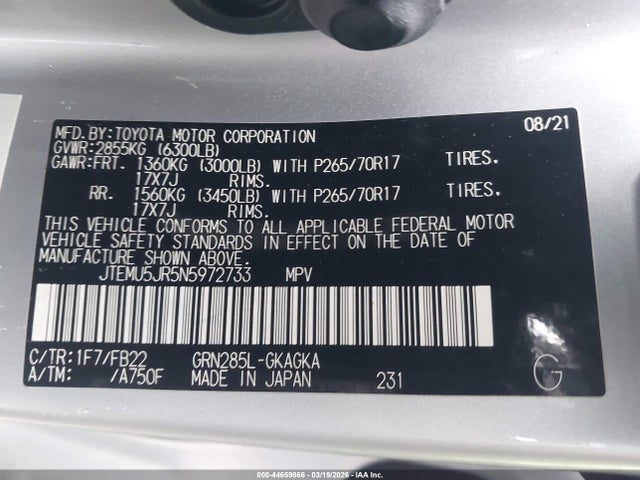 MFD.BY:TOYOTA MOTOR CORPORATION 08/21
GVWR:2855KG (6300LB)
GAWR:FRT. 1360KG (3000LB) WITH P265/70R17 TIRES.
17X7J RIMS.
RR. 1560KG (3450LB) WITH P265/70R17 TIRES.
17X7J RIMS.
THIS VEHICLE CONFORMS TO ALL APPLICABLE FEDERAL MOTOR
VEHICLE SAFETY STANDARDS IN EFFECT ON THE DATE OF
MANUFACTURE SHOWN ABOVE.
JTEMU5JR5N5972733 MPV
C/TR:1F7/FB22 GRN285L-GKAGKA
A/TM: /A750F MADE IN JAPAN 231 G
000-44659866 - 03/19/2026 - IAA Inc.